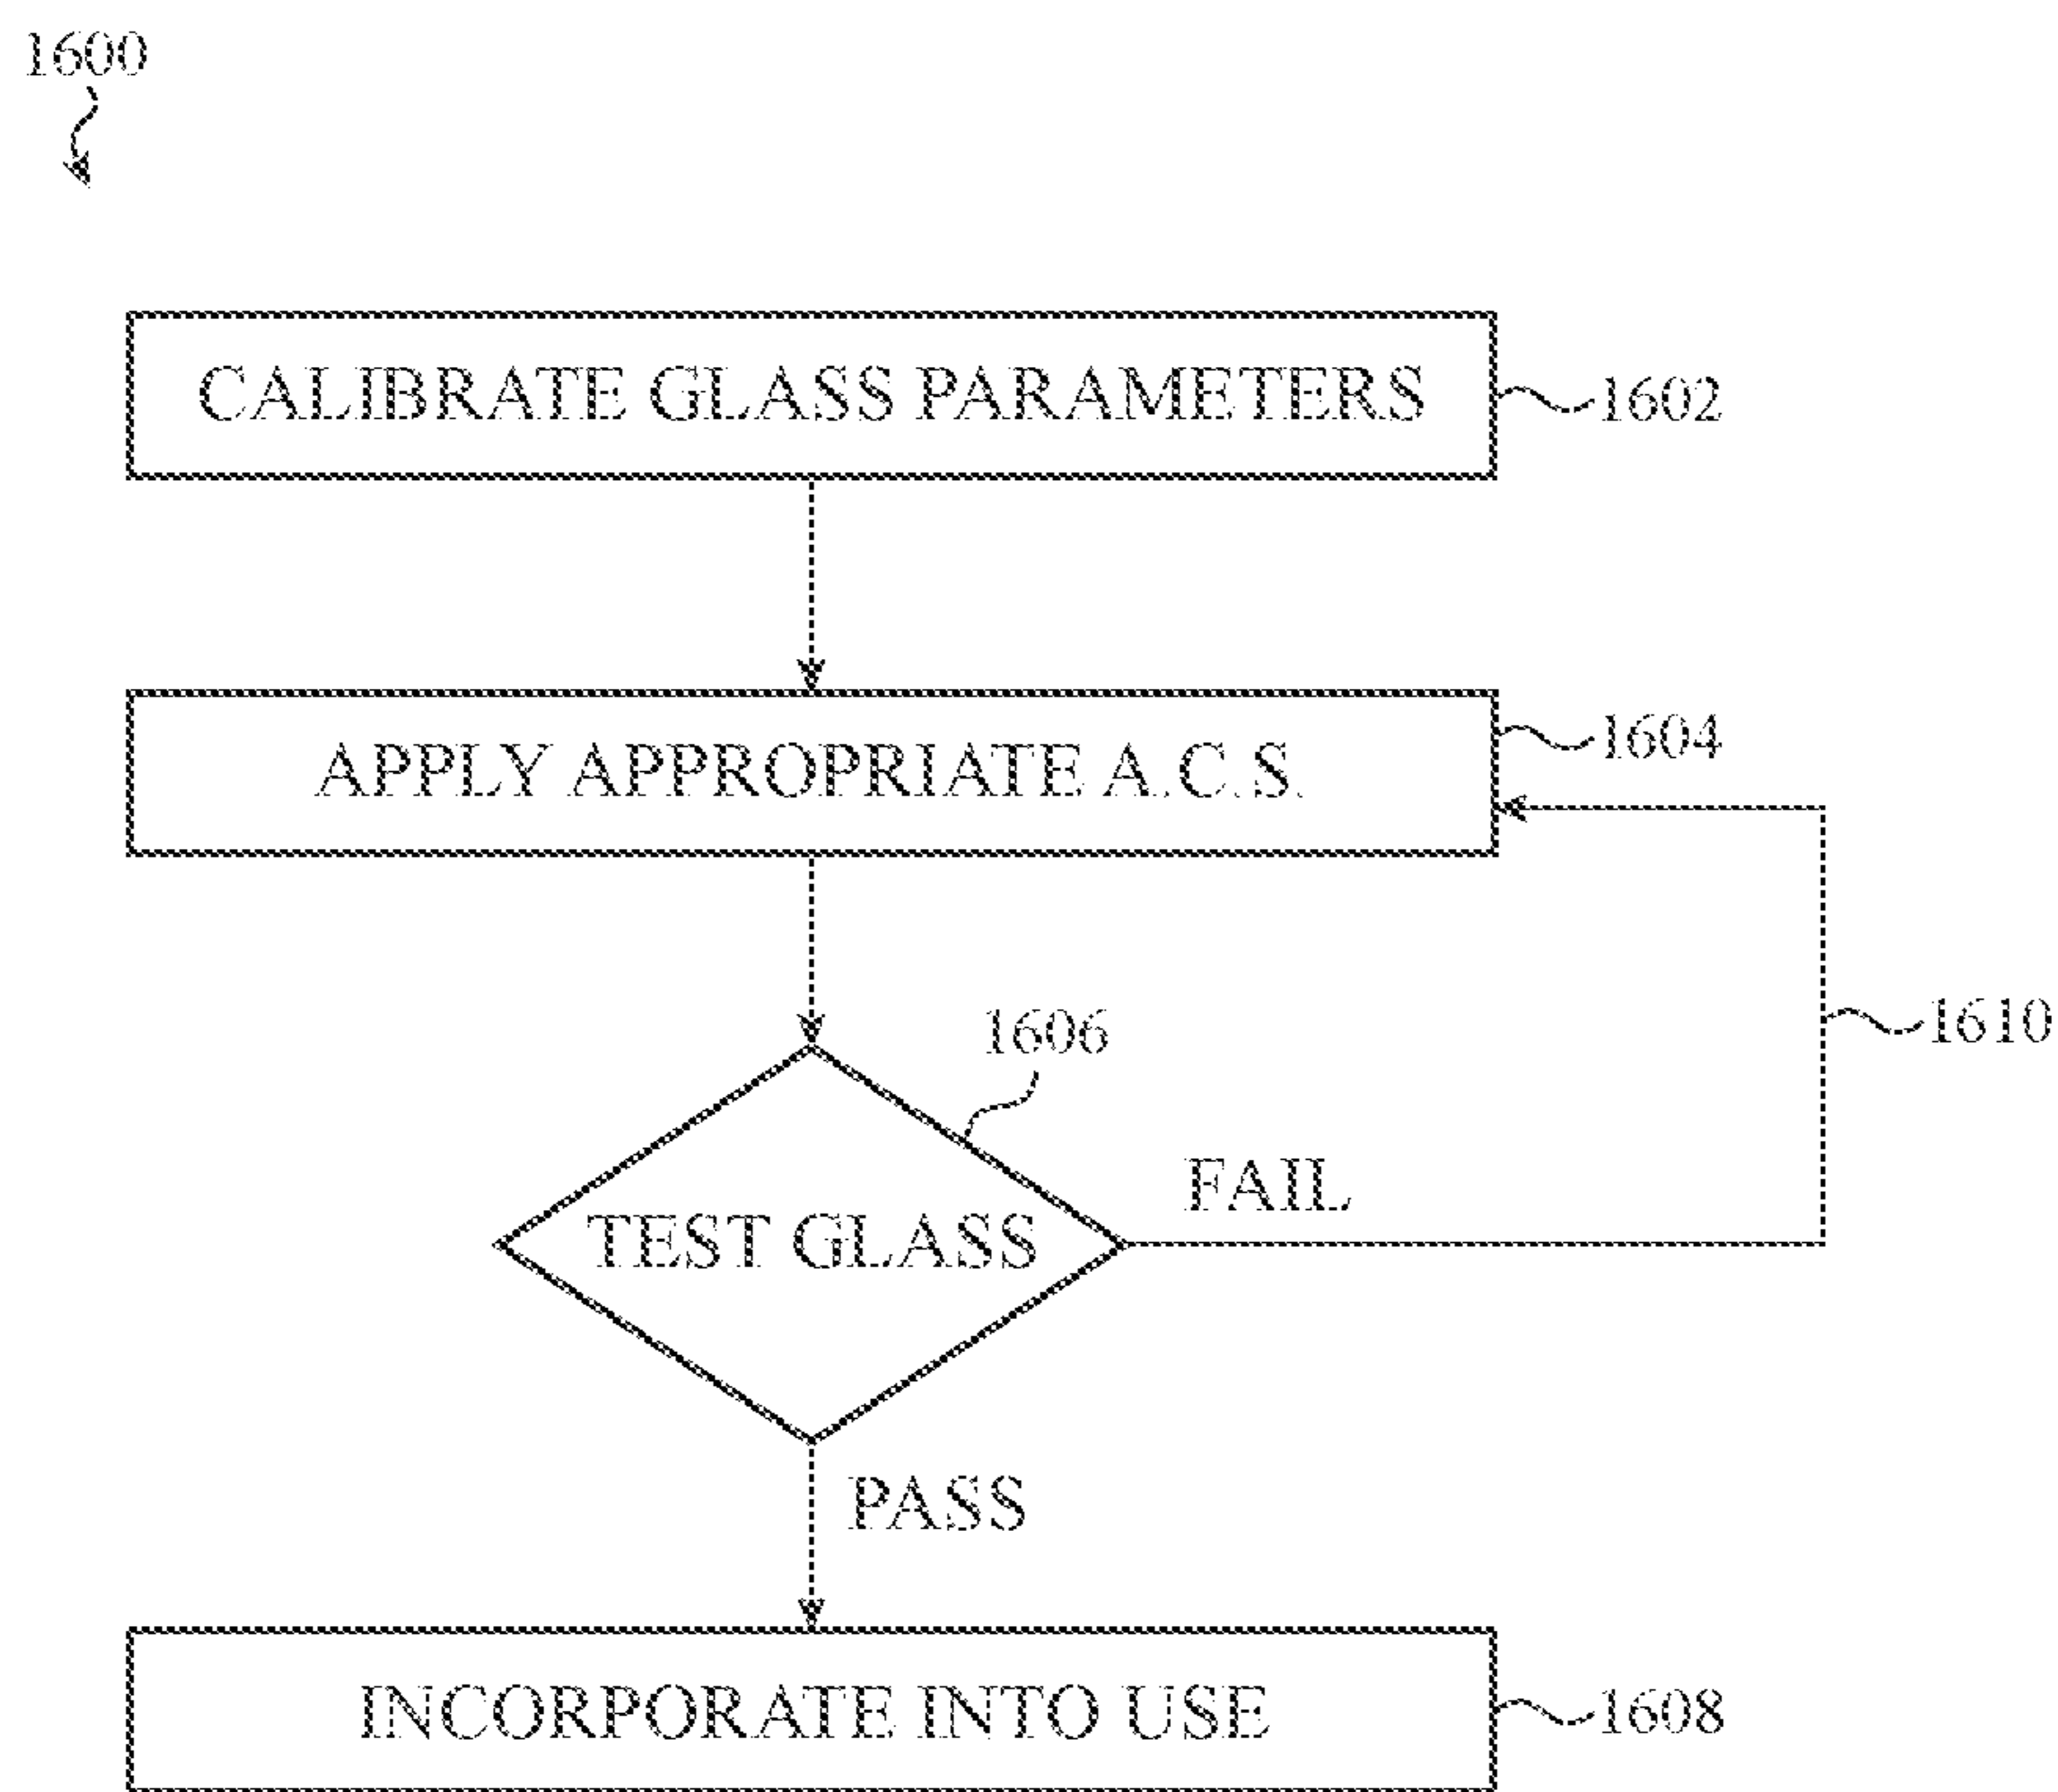 1600
CALIBRATE GLASS PARAMETERS
1602
APPLY APPROPRIATE A.C.S.
1604
1610
1606
FAIL
TEST GLASS
PASS
INCORPORATE INTO USE
1608